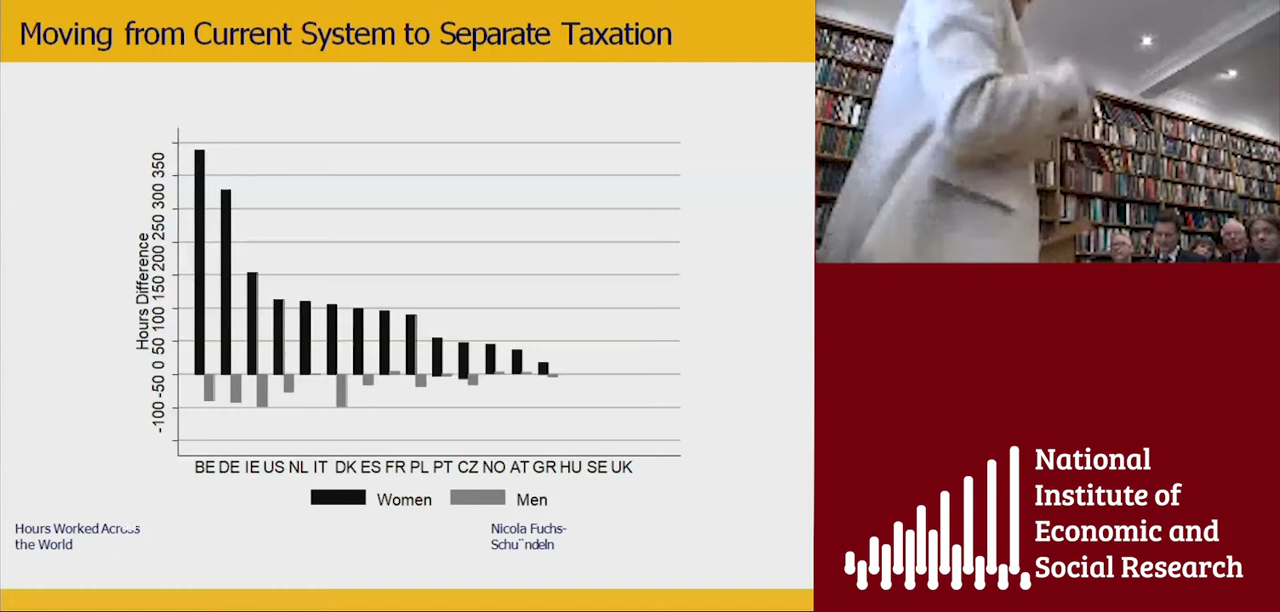 Moving from Current System to Separate Taxation
Hours Difference
350
300
250
200
150
100
50
0
-50
-100
BE DE IE US NL IT DK ES FR PL PT CZ NO AT GR HU SE UK
Women Men
Hours Worked Across
the World
Nicola Fuchs-
Schu¨ndeln
National
Institute of
Economic and
Social Research